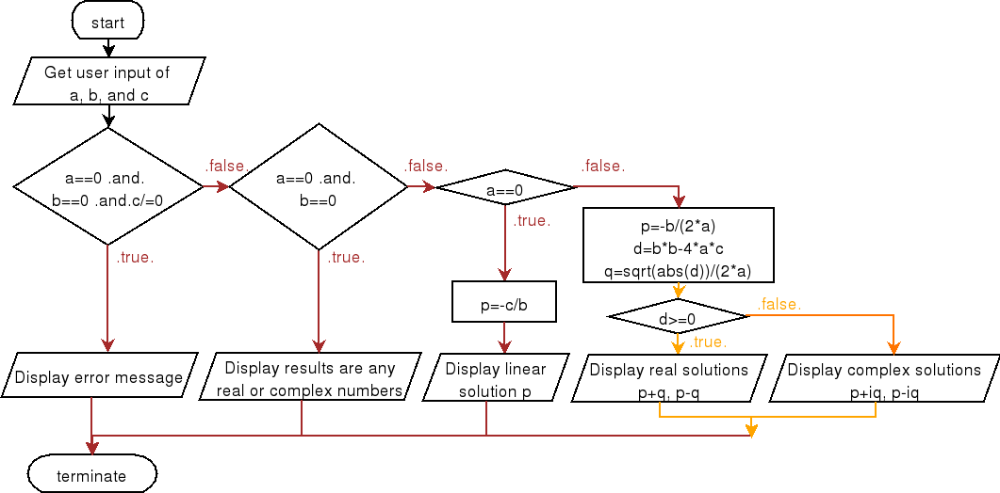 start
Get user input of
a, b, and c
a==0 .and.
b==0 .and.c/=0
.false.
.true.
a==0 .and.
b==0
.false.
.true.
a==0
.false.
.true.
p=-c/b
p=-b/(2*a)
d=b*b-4*a*c
q=sqrt(abs(d))/(2*a)
d>=0
.false.
.true.
Display error message
Display results are any
real or complex numbers
Display linear
solution p
Display real solutions
p+q, p-q
Display complex solutions
p+iq, p-iq
terminate